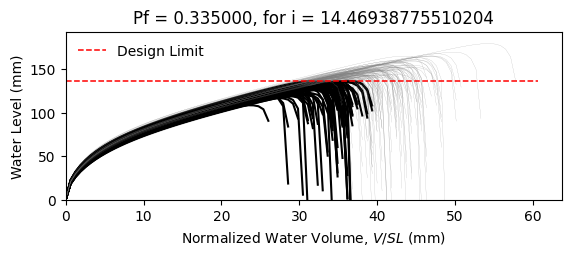 Pf = 0.335000, for i = 14.46938775510204
Design Limit
Water Level (mm)
150
100
50
0
0 10 20 30 40 50 60
Normalized Water Volume, V/SL (mm)